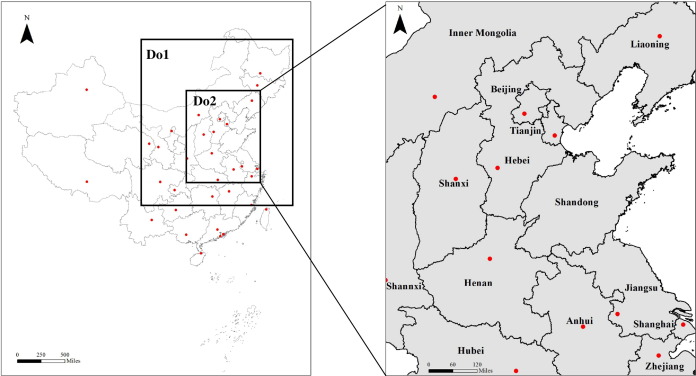 N
Do1
Do2
0 250 500
Miles
N
Inner Mongolia
Liaoning
Beijing
Tianjin
Hebei
Shanxi
Shandong
Henan
Shannxi
Jiangsu
Anhui
Shanghai
Hubei
Zhejiang
0 60 120
Miles